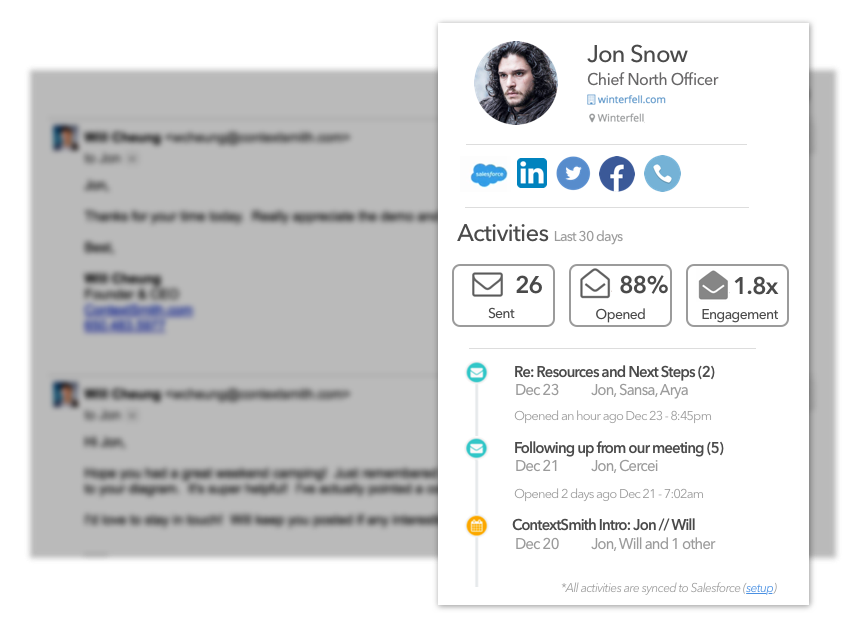 Will Cheung <wcheung@contextsmith.com>
to Jon
Jon,
Thanks for your time today. Really appreciate the demo and
Best,
Will Cheung
Founder & CEO
ContextSmith.com
Will Cheung <wcheung@contextsmith.com>
to Jon
Hi Jon,
Hope you had a great weekend camping! Just remembered
to your diagram. It's super helpful! I've actually pointed a
I'd love to stay in touch! Will keep you posted if any
Jon Snow
Chief North Officer
winterfell.com
Winterfell
salesforce
in
f
Activities Last 30 days
26
Sent
88%
Opened
1.8x
Engagement
Re: Resources and Next Steps (2)
Dec 23 Jon, Sansa, Arya
Opened an hour ago Dec 23 - 8:45pm
Following up from our meeting (5)
Dec 21 Jon, Cercei
Opened 2 days ago Dec 21 - 7:02am
ContextSmith Intro: Jon // Will
Dec 20 Jon, Will and 1 other
*All activities are synced to Salesforce (setup)